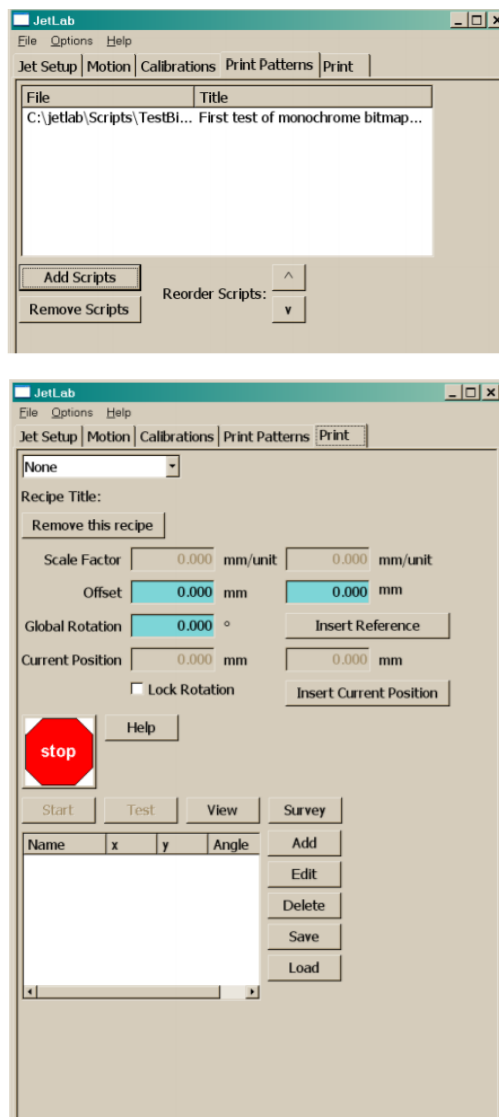 JetLab
File Options Help
Jet Setup Motion Calibrations Print Patterns Print
File Title
C:\jetlab\Scripts\TestBi... First test of monochrome bitmap...
Add Scripts
Reorder Scripts: ^
Remove Scripts v
JetLab
File Options Help
Jet Setup Motion Calibrations Print Patterns Print
None
Recipe Title:
Remove this recipe
Scale Factor 0.000 mm/unit 0.000 mm/unit
Offset 0.000 mm 0.000 mm
Global Rotation 0.000 ° Insert Reference
Current Position 0.000 mm 0.000 mm
Lock Rotation Insert Current Position
stop Help
Start Test View Survey
Name x y Angle Add
Edit
Delete
Save
Load